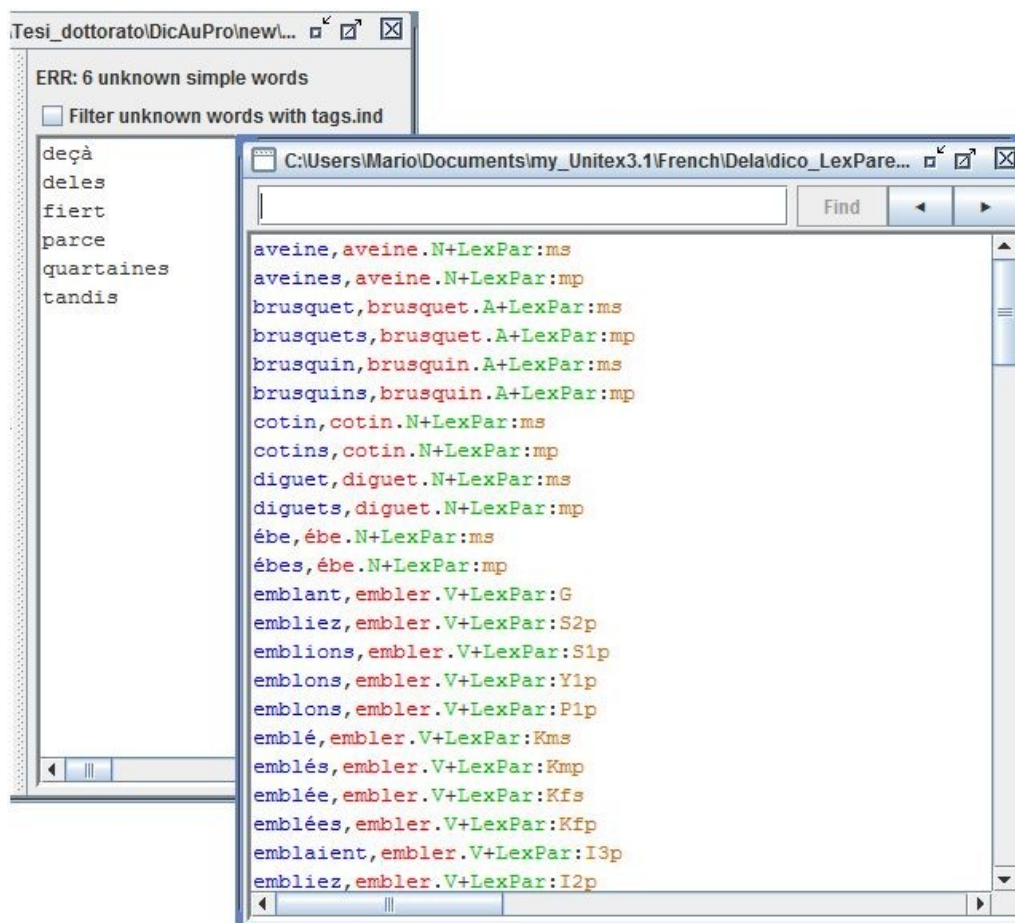 \Tesi_dottorato\DicAuPro\new\...
ERR: 6 unknown simple words
Filter unknown words with tags.ind
deçà
deles
fiert
parce
quartaines
tandis
C:\Users\Mario\Documents\my_Unitex3.1\French\Dela\dico_LexPare...
Find
aveine,aveine.N+LexPar:ms
aveines,aveine.N+LexPar:mp
brusquet,brusquet.A+LexPar:ms
brusquets,brusquet.A+LexPar:mp
brusquin,brusquin.A+LexPar:ms
brusquins,brusquin.A+LexPar:mp
cotin,cotin.N+LexPar:ms
cotins,cotin.N+LexPar:mp
diguet,diguet.N+LexPar:ms
diguets,diguet.N+LexPar:mp
ébe,ébe.N+LexPar:ms
ébes,ébe.N+LexPar:mp
emblant,embler.V+LexPar:G
embliez,embler.V+LexPar:S2p
emblions,embler.V+LexPar:S1p
emblons,embler.V+LexPar:Y1p
emblons,embler.V+LexPar:P1p
emblé,embler.V+LexPar:Kms
emblés,embler.V+LexPar:Kmp
emblée,embler.V+LexPar:Kfs
emblées,embler.V+LexPar:Kfp
emblaient,embler.V+LexPar:I3p
embliez,embler.V+LexPar:I2p